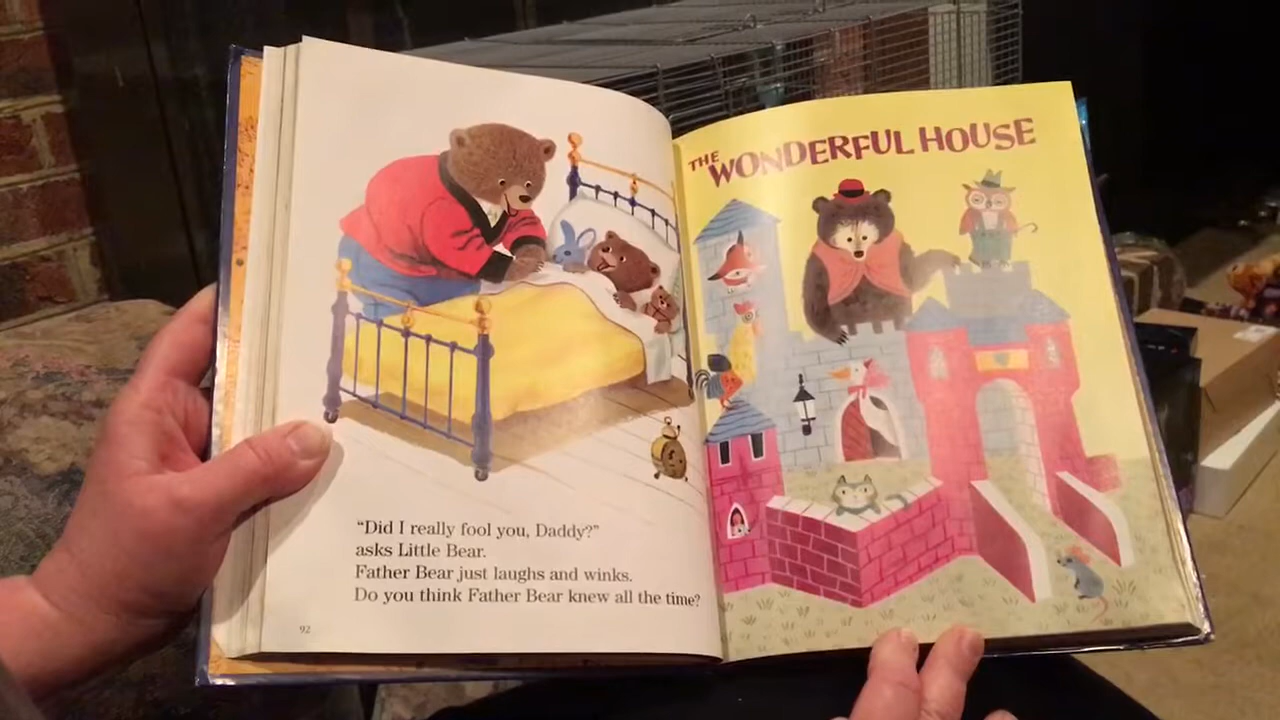 "Did I really fool you, Daddy?"
asks Little Bear.
Father Bear just laughs and winks.
Do you think Father Bear knew all the time?
92
THE WONDERFUL HOUSE